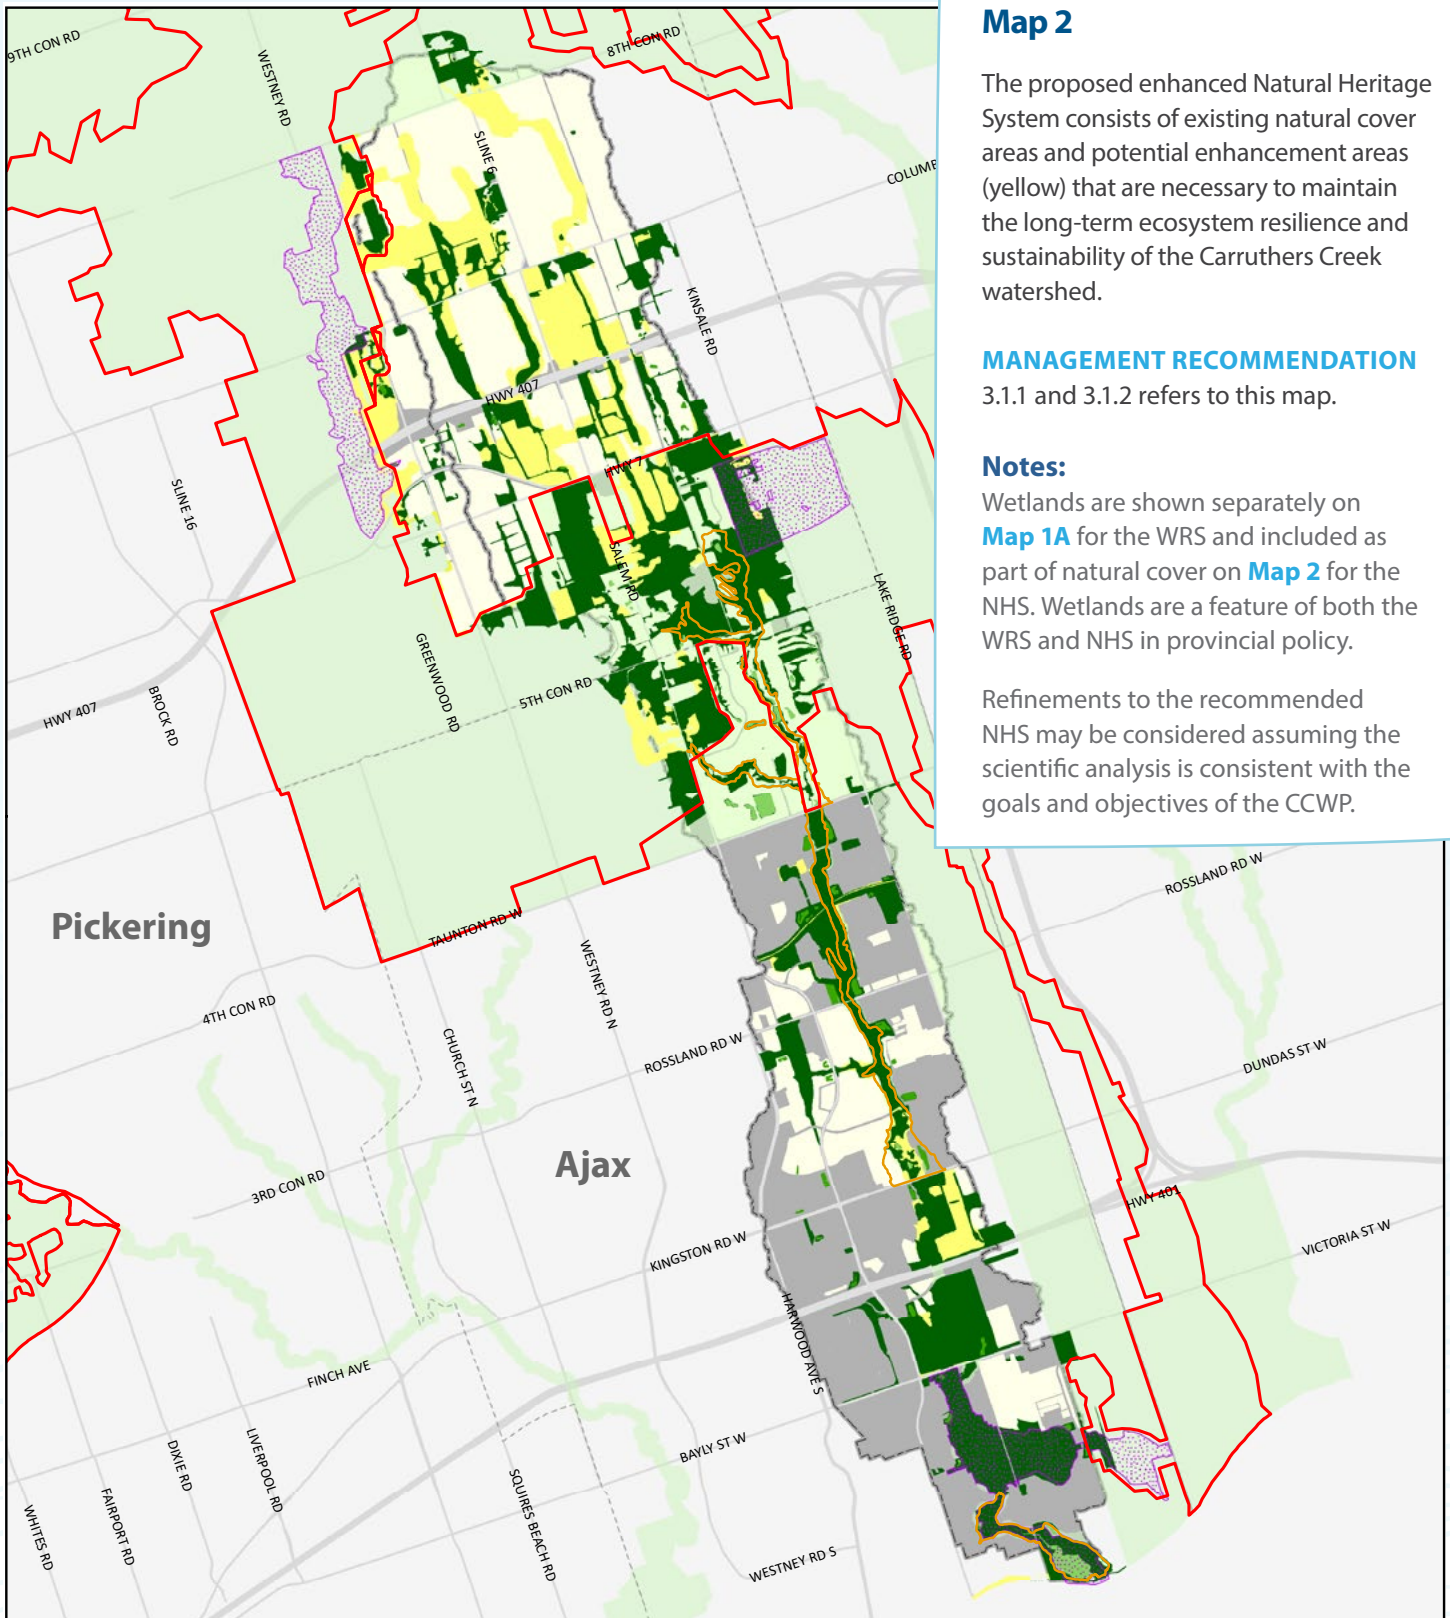 Map 2
The proposed enhanced Natural Heritage
System consists of existing natural cover
areas and potential enhancement areas
(yellow) that are necessary to maintain
the long-term ecosystem resilience and
sustainability of the Carruthers Creek
watershed.
MANAGEMENT RECOMMENDATION
3.1.1 and 3.1.2 refers to this map.
Notes:
Wetlands are shown separately on
Map 1A for the WRS and included as
part of natural cover on Map 2 for the
NHS. Wetlands are a feature of both the
WRS and NHS in provincial policy.
Refinements to the recommended
NHS may be considered assuming the
scientific analysis is consistent with the
goals and objectives of the CCWP.
9TH CON RD
WESTNEY RD
8TH CON RD
SLINE 6
COLUMB
KINSALE RD
HWY 407
HWY 7
SLINE 16
SALEM RD
LAKE RIDGE RD
GREENWOOD RD
5TH CON RD
BROCK RD
HWY 407
ROSSLAND RD W
Pickering
TAUNTON RD W
WESTNEY RD N
4TH CON RD
CHURCH ST N
ROSSLAND RD W
DUNDAS ST W
Ajax
3RD CON RD
HWY 401
KINGSTON RD W
VICTORIA ST W
HARWOOD AVE S
FINCH AVE
BAYLY ST W
DIXIE RD
LIVERPOOL RD
SQUIRES BEACH RD
FAIRPORT RD
WHITES RD
WESTNEY RD S